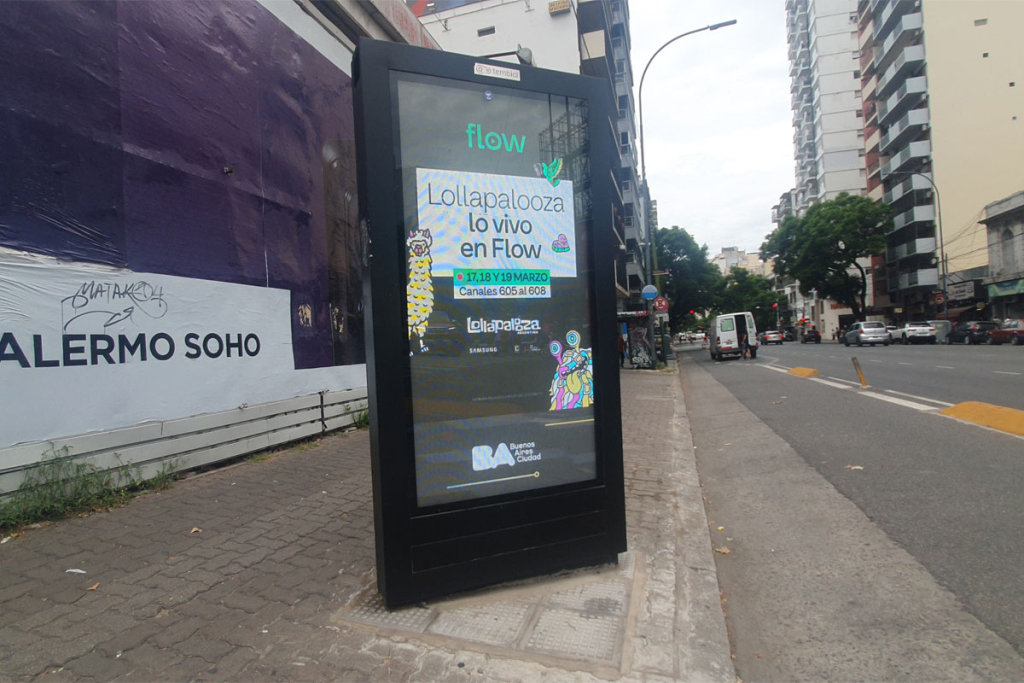 flow
Lollapalooza
lo vivo
en Flow
17, 18 Y 19 MARZO
Canales 605 al 608
Lollapalooza
ARGENTINA
SAMSUNG
BA Buenos
Aires
Ciudad
ALERMO SOHO